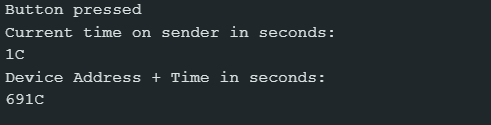 Button pressed
Current time on sender in seconds:
1C
Device Address + Time in seconds:
691C